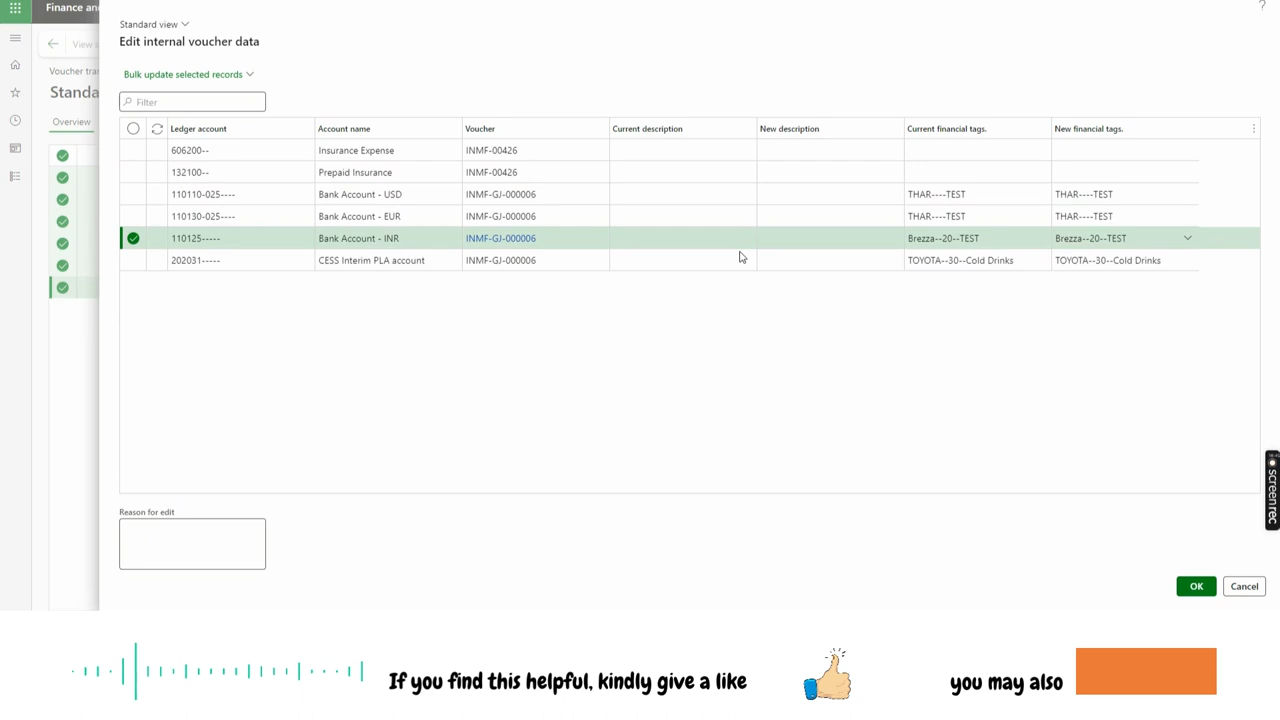 Finance an
?
View
Standard view
Edit internal voucher data
Voucher tra
Standa
Bulk update selected records
Filter
Overview
Ledger account Account name Voucher Current description New description Current financial tags. New financial tags.
606200-- Insurance Expense INMF-00426
132100-- Prepaid Insurance INMF-00426
110110-025---- Bank Account - USD INMF-GJ-000006 THAR----TEST THAR----TEST
110130-025---- Bank Account - EUR INMF-GJ-000006 THAR----TEST THAR----TEST
110125----- Bank Account - INR INMF-GJ-000006 Brezza--20--TEST Brezza--20--TEST
202031----- CESS Interim PLA account INMF-GJ-000006 TOYOTA--30--Cold Drinks TOYOTA--30--Cold Drinks
screenrec
Reason for edit
OK Cancel
If you find this helpful, kindly give a like you may also